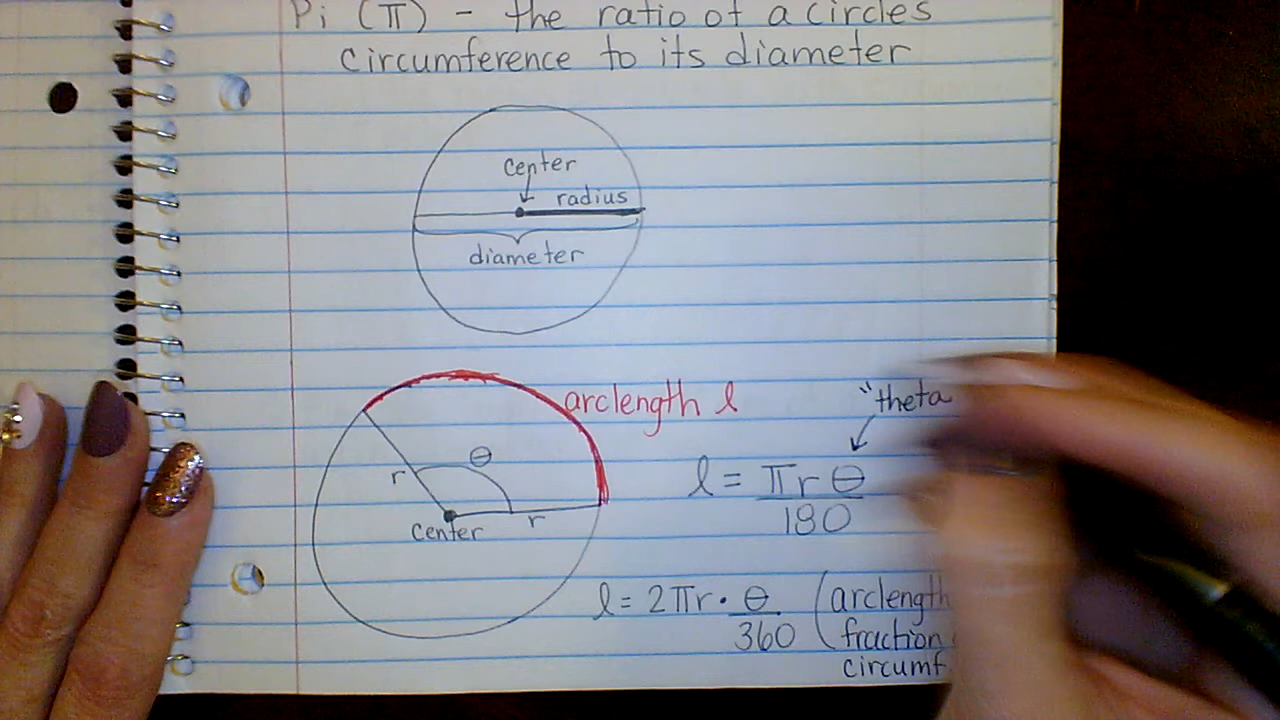 Pi (π) - the ratio of a circles
circumference to its diameter
center
radius
diameter
arclength l
"theta
θ
r
l = πrθ
180
center
r
l = 2πr · θ (arclength
360 fraction
circumf